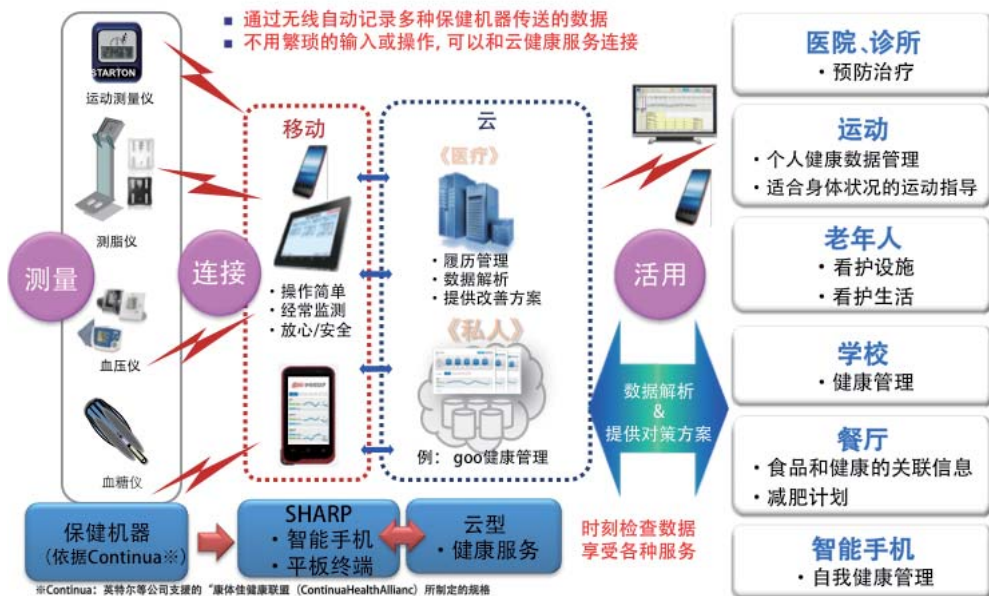 ■ 通过无线自动记录多种保健机器传送的数据
■ 不用繁琐的输入或操作, 可以和云健康服务连接
STARTON
运动测量仪
测脂仪
测量
血压仪
血糖仪
连接
移动
• 操作简单
• 经常监测
• 放心/安全
云
《医疗》
• 履历管理
• 数据解析
• 提供改善方案
《私人》
例: goo健康管理
活用
数据解析
&
提供对策方案
医院、诊所
• 预防治疗
运动
• 个人健康数据管理
• 适合身体状况的运动指导
老年人
• 看护设施
• 看护生活
学校
• 健康管理
餐厅
• 食品和健康的关联信息
• 减肥计划
智能手机
• 自我健康管理
保健机器
(依据Continua※)
SHARP
• 智能手机
• 平板终端
云型
• 健康服务
时刻检查数据
享受各种服务
※Continua: 英特尔等公司支援的 “康体佳健康联盟 (ContinuaHealthAllianc) 所制定的规格